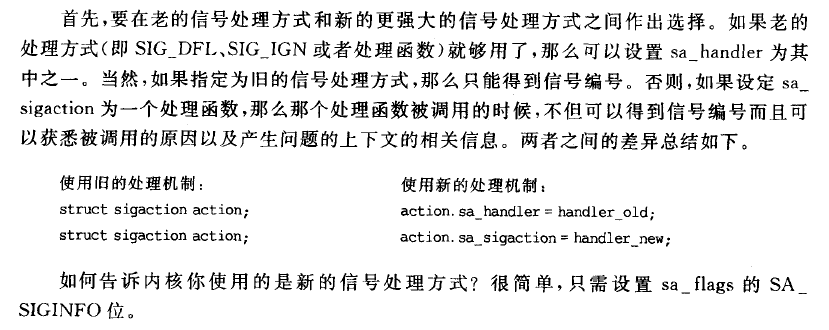 首先,要在老的信号处理方式和新的更强大的信号处理方式之间作出选择。如果老的
处理方式(即 SIG_DFL、SIG_IGN 或者处理函数)就够用了,那么可以设置 sa_handler 为其
中之一。当然,如果指定为旧的信号处理方式,那么只能得到信号编号。否则,如果设定 sa_
sigaction 为一个处理函数,那么那个处理函数被调用的时候,不但可以得到信号编号而且可
以获悉被调用的原因以及产生问题的上下文的相关信息。两者之间的差异总结如下。
使用旧的处理机制: 使用新的处理机制:
struct sigaction action; action.sa_handler = handler_old;
struct sigaction action; action.sa_sigaction = handler_new;
如何告诉内核你使用的是新的信号处理方式?很简单,只需设置 sa_flags 的 SA_
SIGINFO 位。